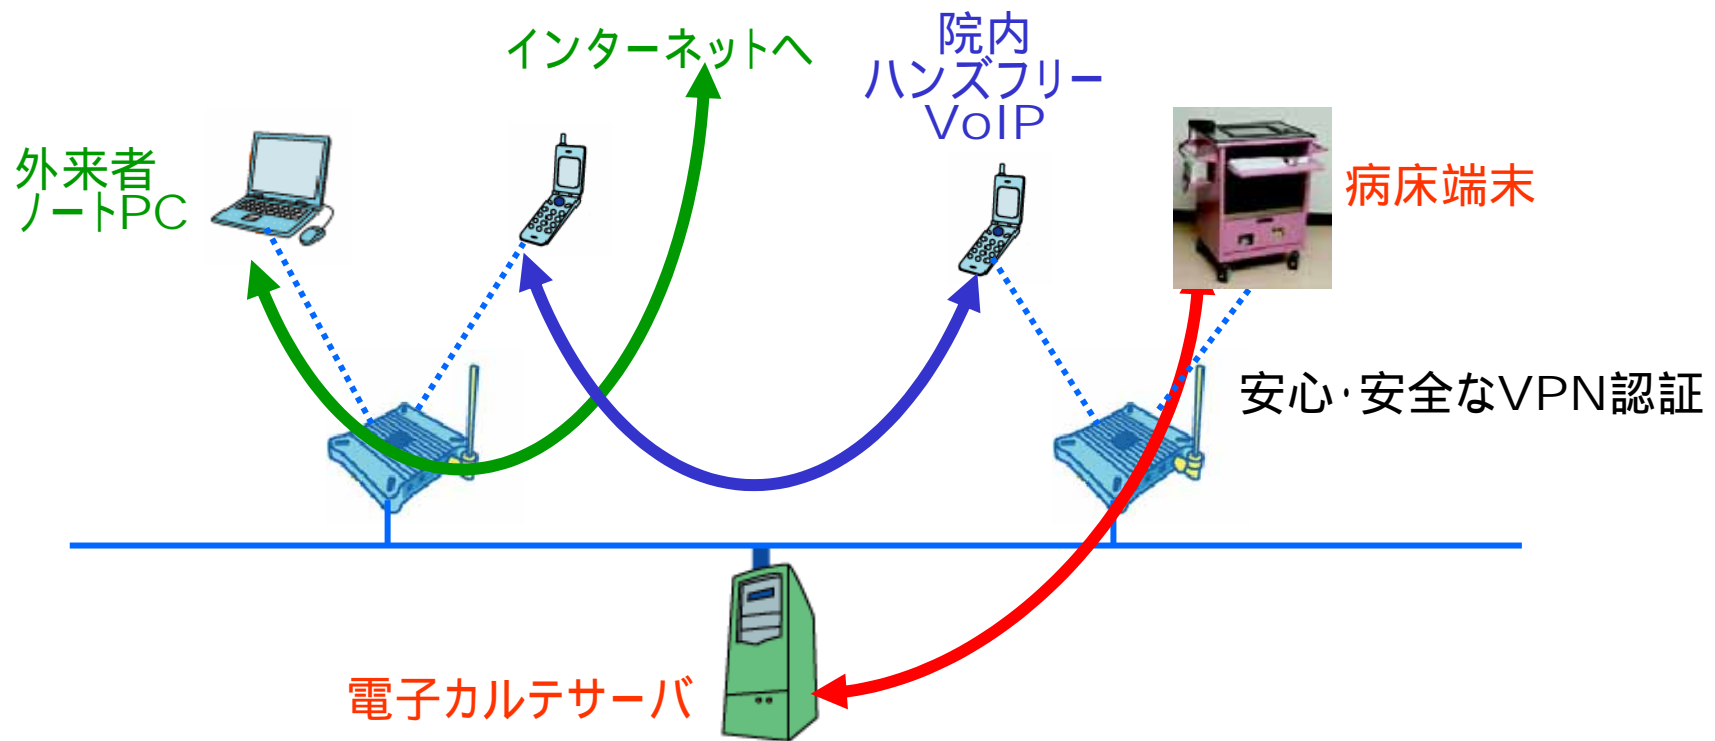 インターネットへ
院内
ハンズフリー
VoIP
外来者
ノートPC
病床端末
安心・安全なVPN認証
電子カルテサーバ